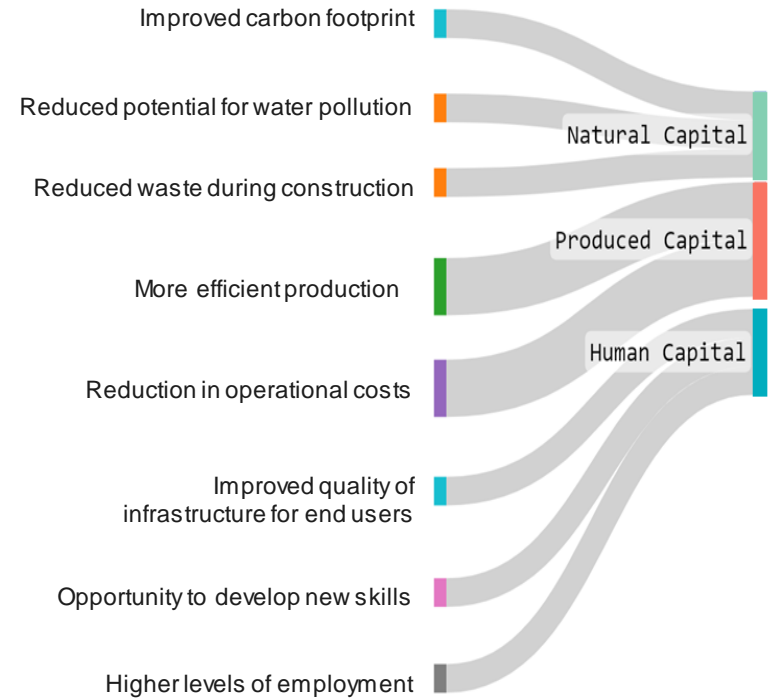 Improved carbon footprint
Reduced potential for water pollution
Natural Capital
Reduced waste during construction
Produced Capital
More efficient production
Human Capital
Reduction in operational costs
Improved quality of
infrastructure for end users
Opportunity to develop new skills
Higher levels of employment